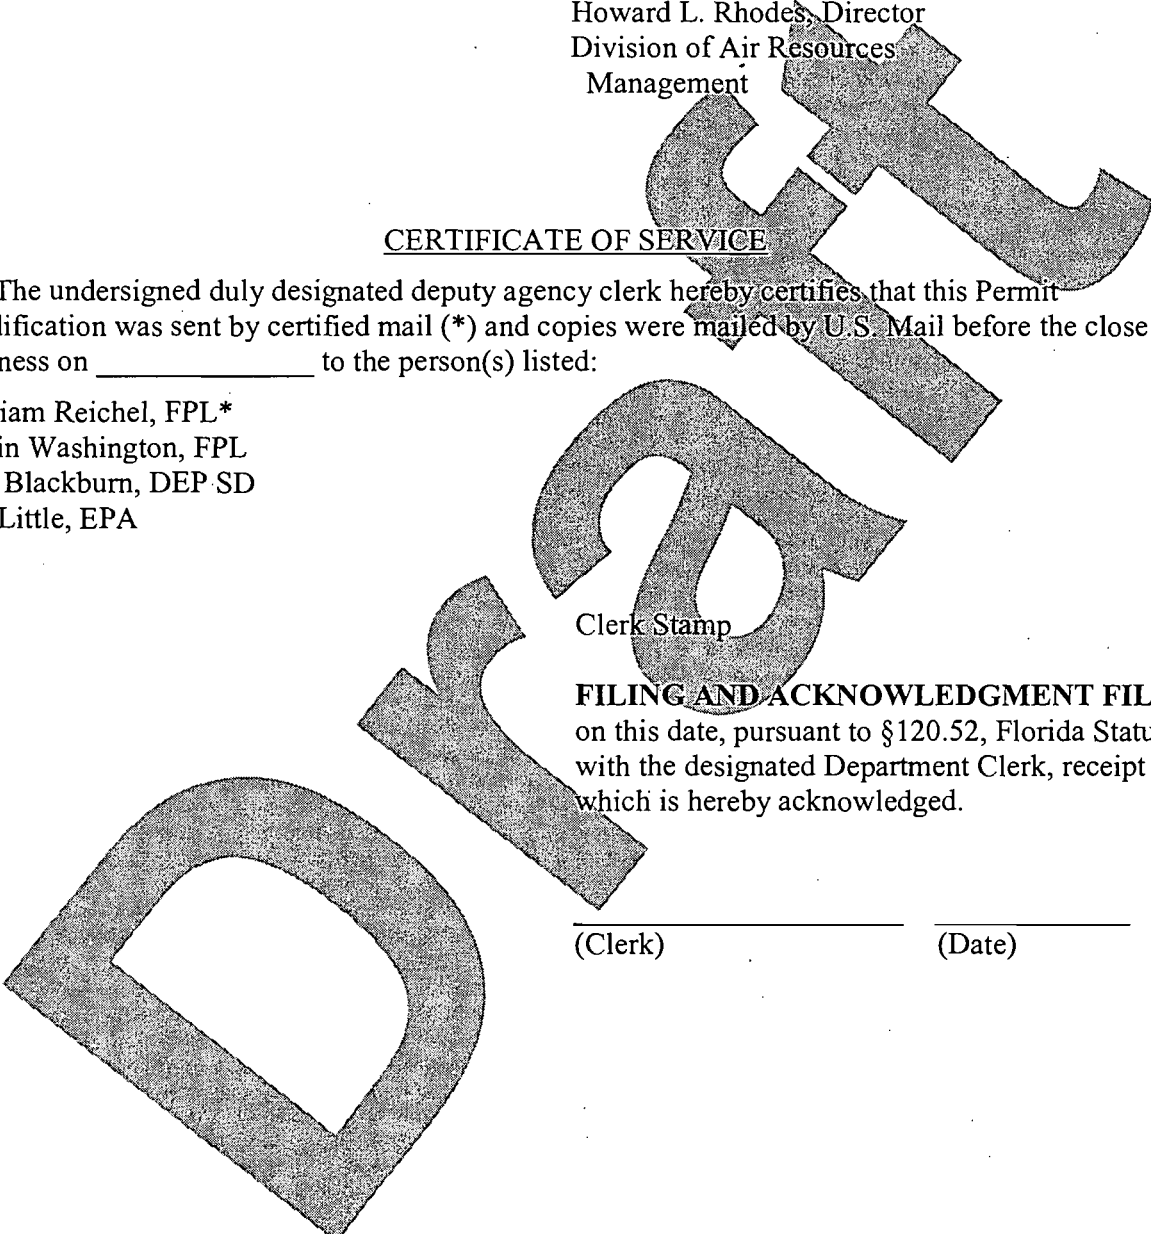 Howard L. Rhodes, Director
Division of Air Resources
Management
CERTIFICATE OF SERVICE
The undersigned duly designated deputy agency clerk hereby certifies that this Permit
lification was sent by certified mail (*) and copies were mailed by U.S. Mail before the close
ness on ______________ to the person(s) listed:
iam Reichel, FPL*
in Washington, FPL
Blackburn, DEP SD
Little, EPA
Clerk Stamp
FILING AND ACKNOWLEDGMENT FIL
on this date, pursuant to §120.52, Florida Statu
with the designated Department Clerk, receipt
which is hereby acknowledged.
(Clerk) (Date)
Draft